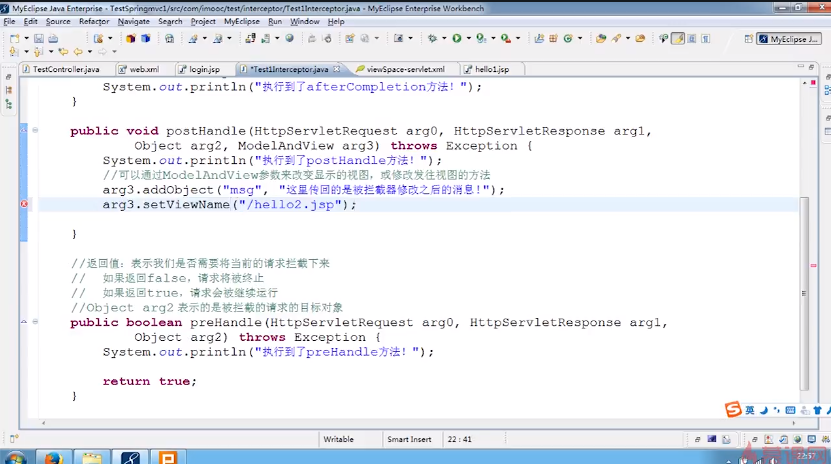 MyEclipse Java Enterprise - TestSpringmvc1/src/com/imooc/test/interceptor/Test1Interceptor.java - MyEclipse Enterprise Workbench
File Edit Source Refactor Navigate Search Project MyEclipse Run Window Help
MyEclipse Java En...
TestController.java web.xml login.jsp *Test1Interceptor.java viewSpace-servlet.xml hello1.jsp
System.out.println("执行到了afterCompletion方法!");
}
public void postHandle(HttpServletRequest arg0, HttpServletResponse arg1,
Object arg2, ModelAndView arg3) throws Exception {
System.out.println("执行到了postHandle方法!");
//可以通过ModelAndView参数来改变显示的视图，或修改发往视图的方法
arg3.addObject("msg", "这里传回的是被拦截器修改之后的消息!");
arg3.setViewName("/hello2.jsp");
}
//返回值：表示我们是否需要将当前的请求拦截下来
// 如果返回false，请求将被终止
// 如果返回true，请求会被继续运行
//Object arg2表示的是被拦截的请求的目标对象
public boolean preHandle(HttpServletRequest arg0, HttpServletResponse arg1,
Object arg2) throws Exception {
System.out.println("执行到了preHandle方法!");
return true;
}
英
Writable Smart Insert 22 : 41
慕课网
22:57